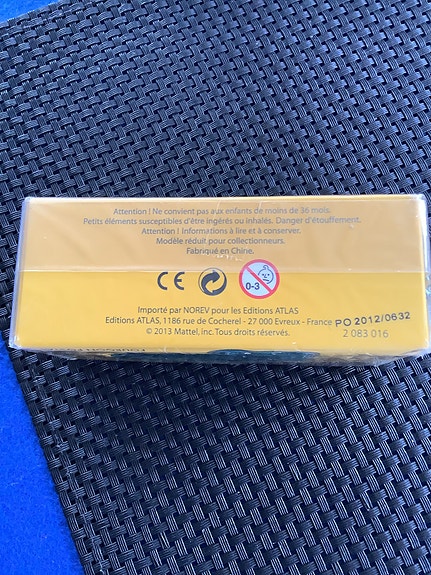 Attention ! Ne convient pas aux enfants de moins de 36 mois.
Petits éléments susceptibles d'être ingérés ou inhalés. Danger d'étouffement.
Attention ! Informations à lire et à conserver.
Modèle réduit pour collectionneurs.
Fabriqué en Chine.
CE 0-3
Importé par NOREV pour les Editions ATLAS
Editions ATLAS, 1186 rue de Cocherel - 27 000 Evreux - France PO 2012/0632
© 2013 Mattel, inc. Tous droits réservés. 2 083 016